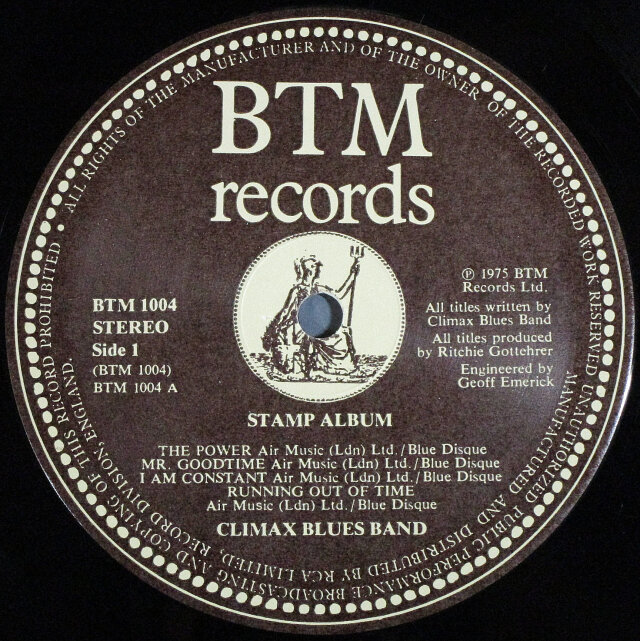 ALL RIGHTS OF THE MANUFACTURER AND OF THE OWNER OF THE RECORDED WORK RESERVED UNAUTHORIZED PUBLIC PERFORMANCE BROADCASTING AND COPYING OF THIS RECORD PROHIBITED •
MANUFACTURED AND DISTRIBUTED BY RCA LIMITED, RECORD DIVISION, ENGLAND.
BTM
records
BTM 1004
STEREO
Side 1
(BTM 1004)
BTM 1004 A
℗ 1975 BTM
Records Ltd.
All titles written by
Climax Blues Band
All titles produced
by Ritchie Gottehrer
Engineered by
Geoff Emerick
STAMP ALBUM
THE POWER Air Music (Ldn) Ltd./Blue Disque
MR. GOODTIME Air Music (Ldn) Ltd./Blue Disque
I AM CONSTANT Air Music (Ldn) Ltd./Blue Disque
RUNNING OUT OF TIME
Air Music (Ldn) Ltd./Blue Disque
CLIMAX BLUES BAND